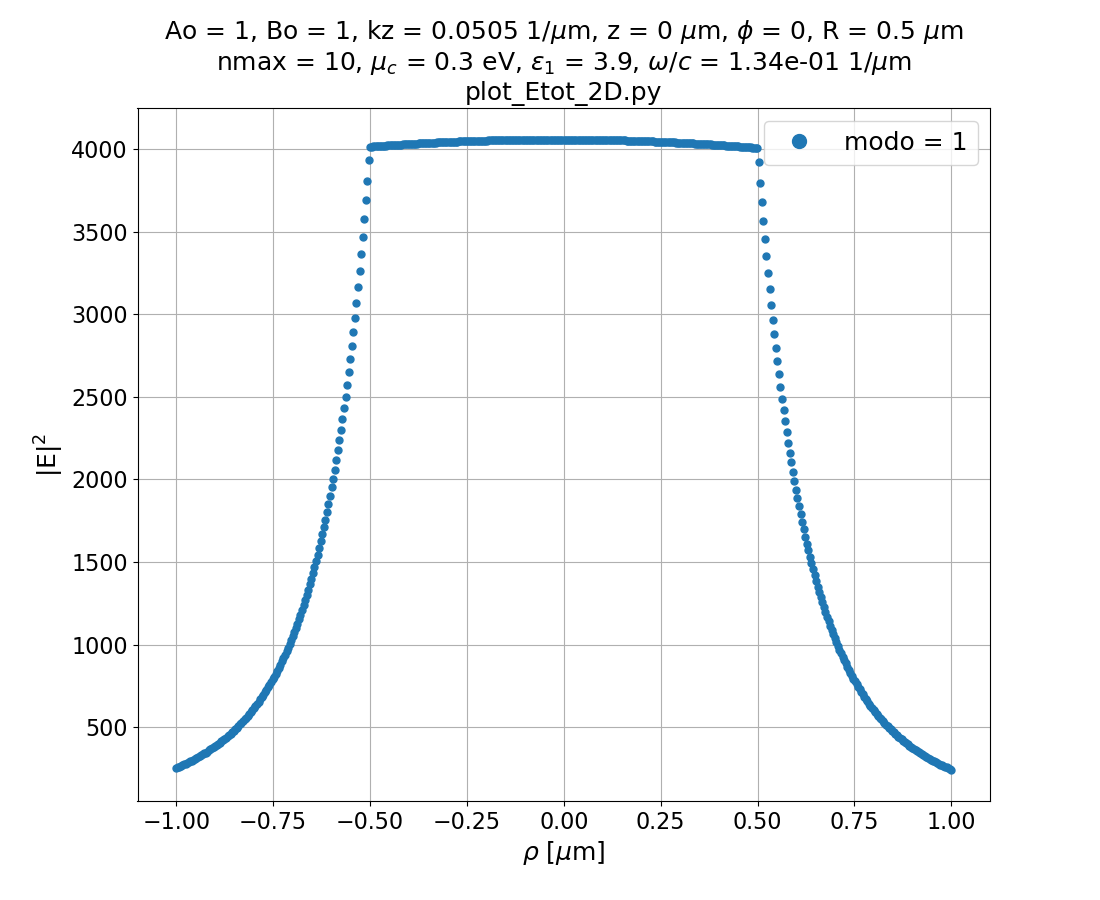 Ao = 1, Bo = 1, kz = 0.0505 1/μm, z = 0 μm, ϕ = 0, R = 0.5 μm
nmax = 10, μc = 0.3 eV, ε1 = 3.9, ω/c = 1.34e-01 1/μm
plot_Etot_2D.py
modo = 1
|E|²
4000
3500
3000
2500
2000
1500
1000
500
−1.00 −0.75 −0.50 −0.25 0.00 0.25 0.50 0.75 1.00
ρ [μm]